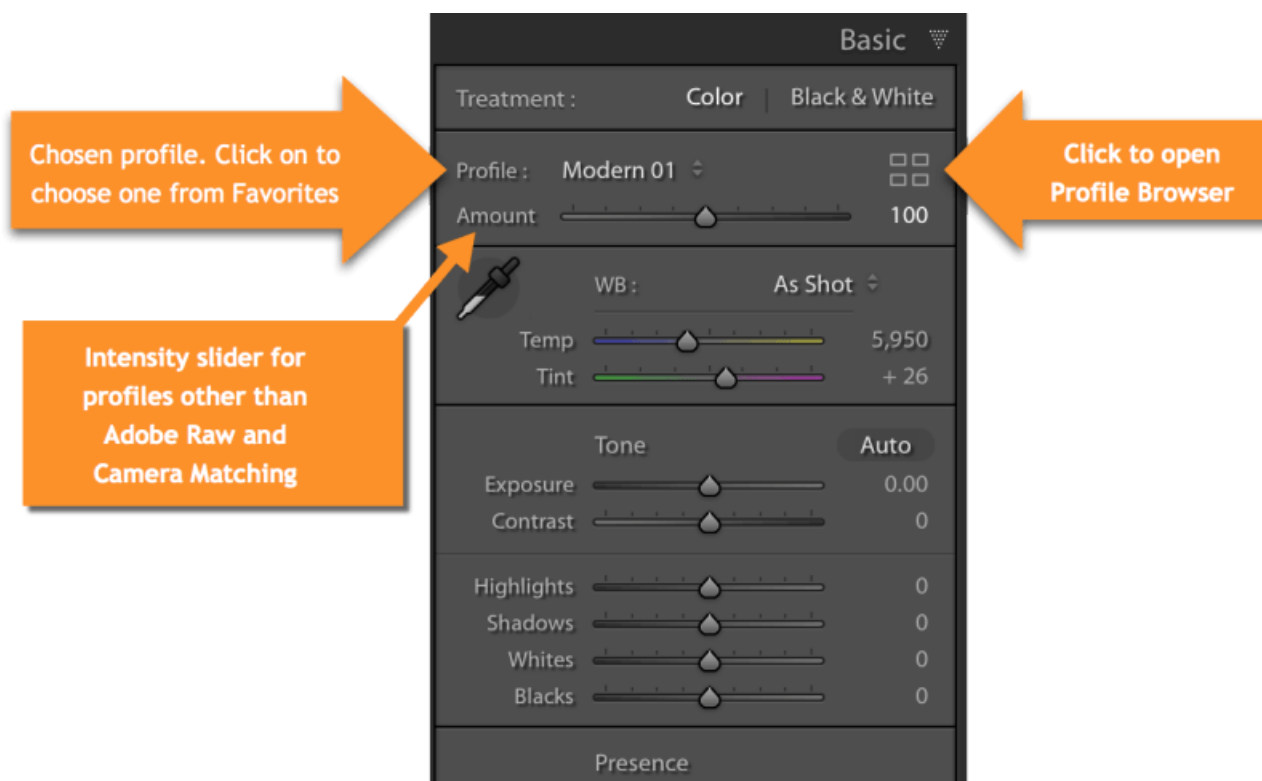 Basic
Treatment : Color | Black & White
Chosen profile. Click on to
choose one from Favorites
Profile : Modern 01
Amount 100
Click to open
Profile Browser
Intensity slider for
profiles other than
Adobe Raw and
Camera Matching
WB : As Shot
Temp 5,950
Tint + 26
Tone Auto
Exposure 0.00
Contrast 0
Highlights 0
Shadows 0
Whites 0
Blacks 0
Presence